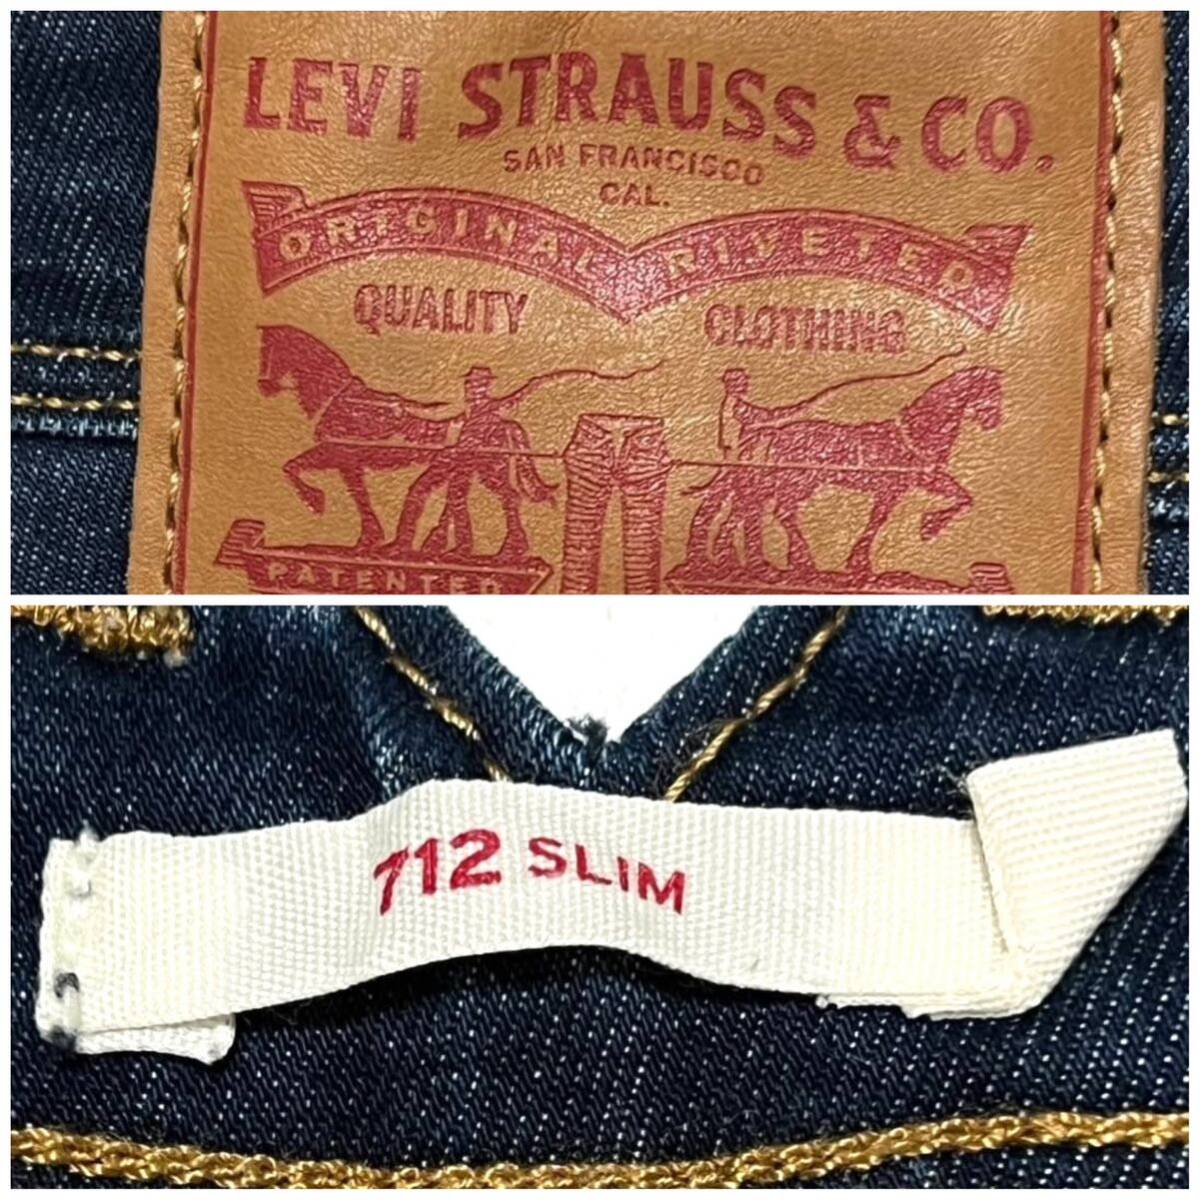 LEVI STRAUSS & CO.
SAN FRANCISCO
CAL.
ORIGINAL RIVETED
QUALITY CLOTHING
PATENTED
712 SLIM